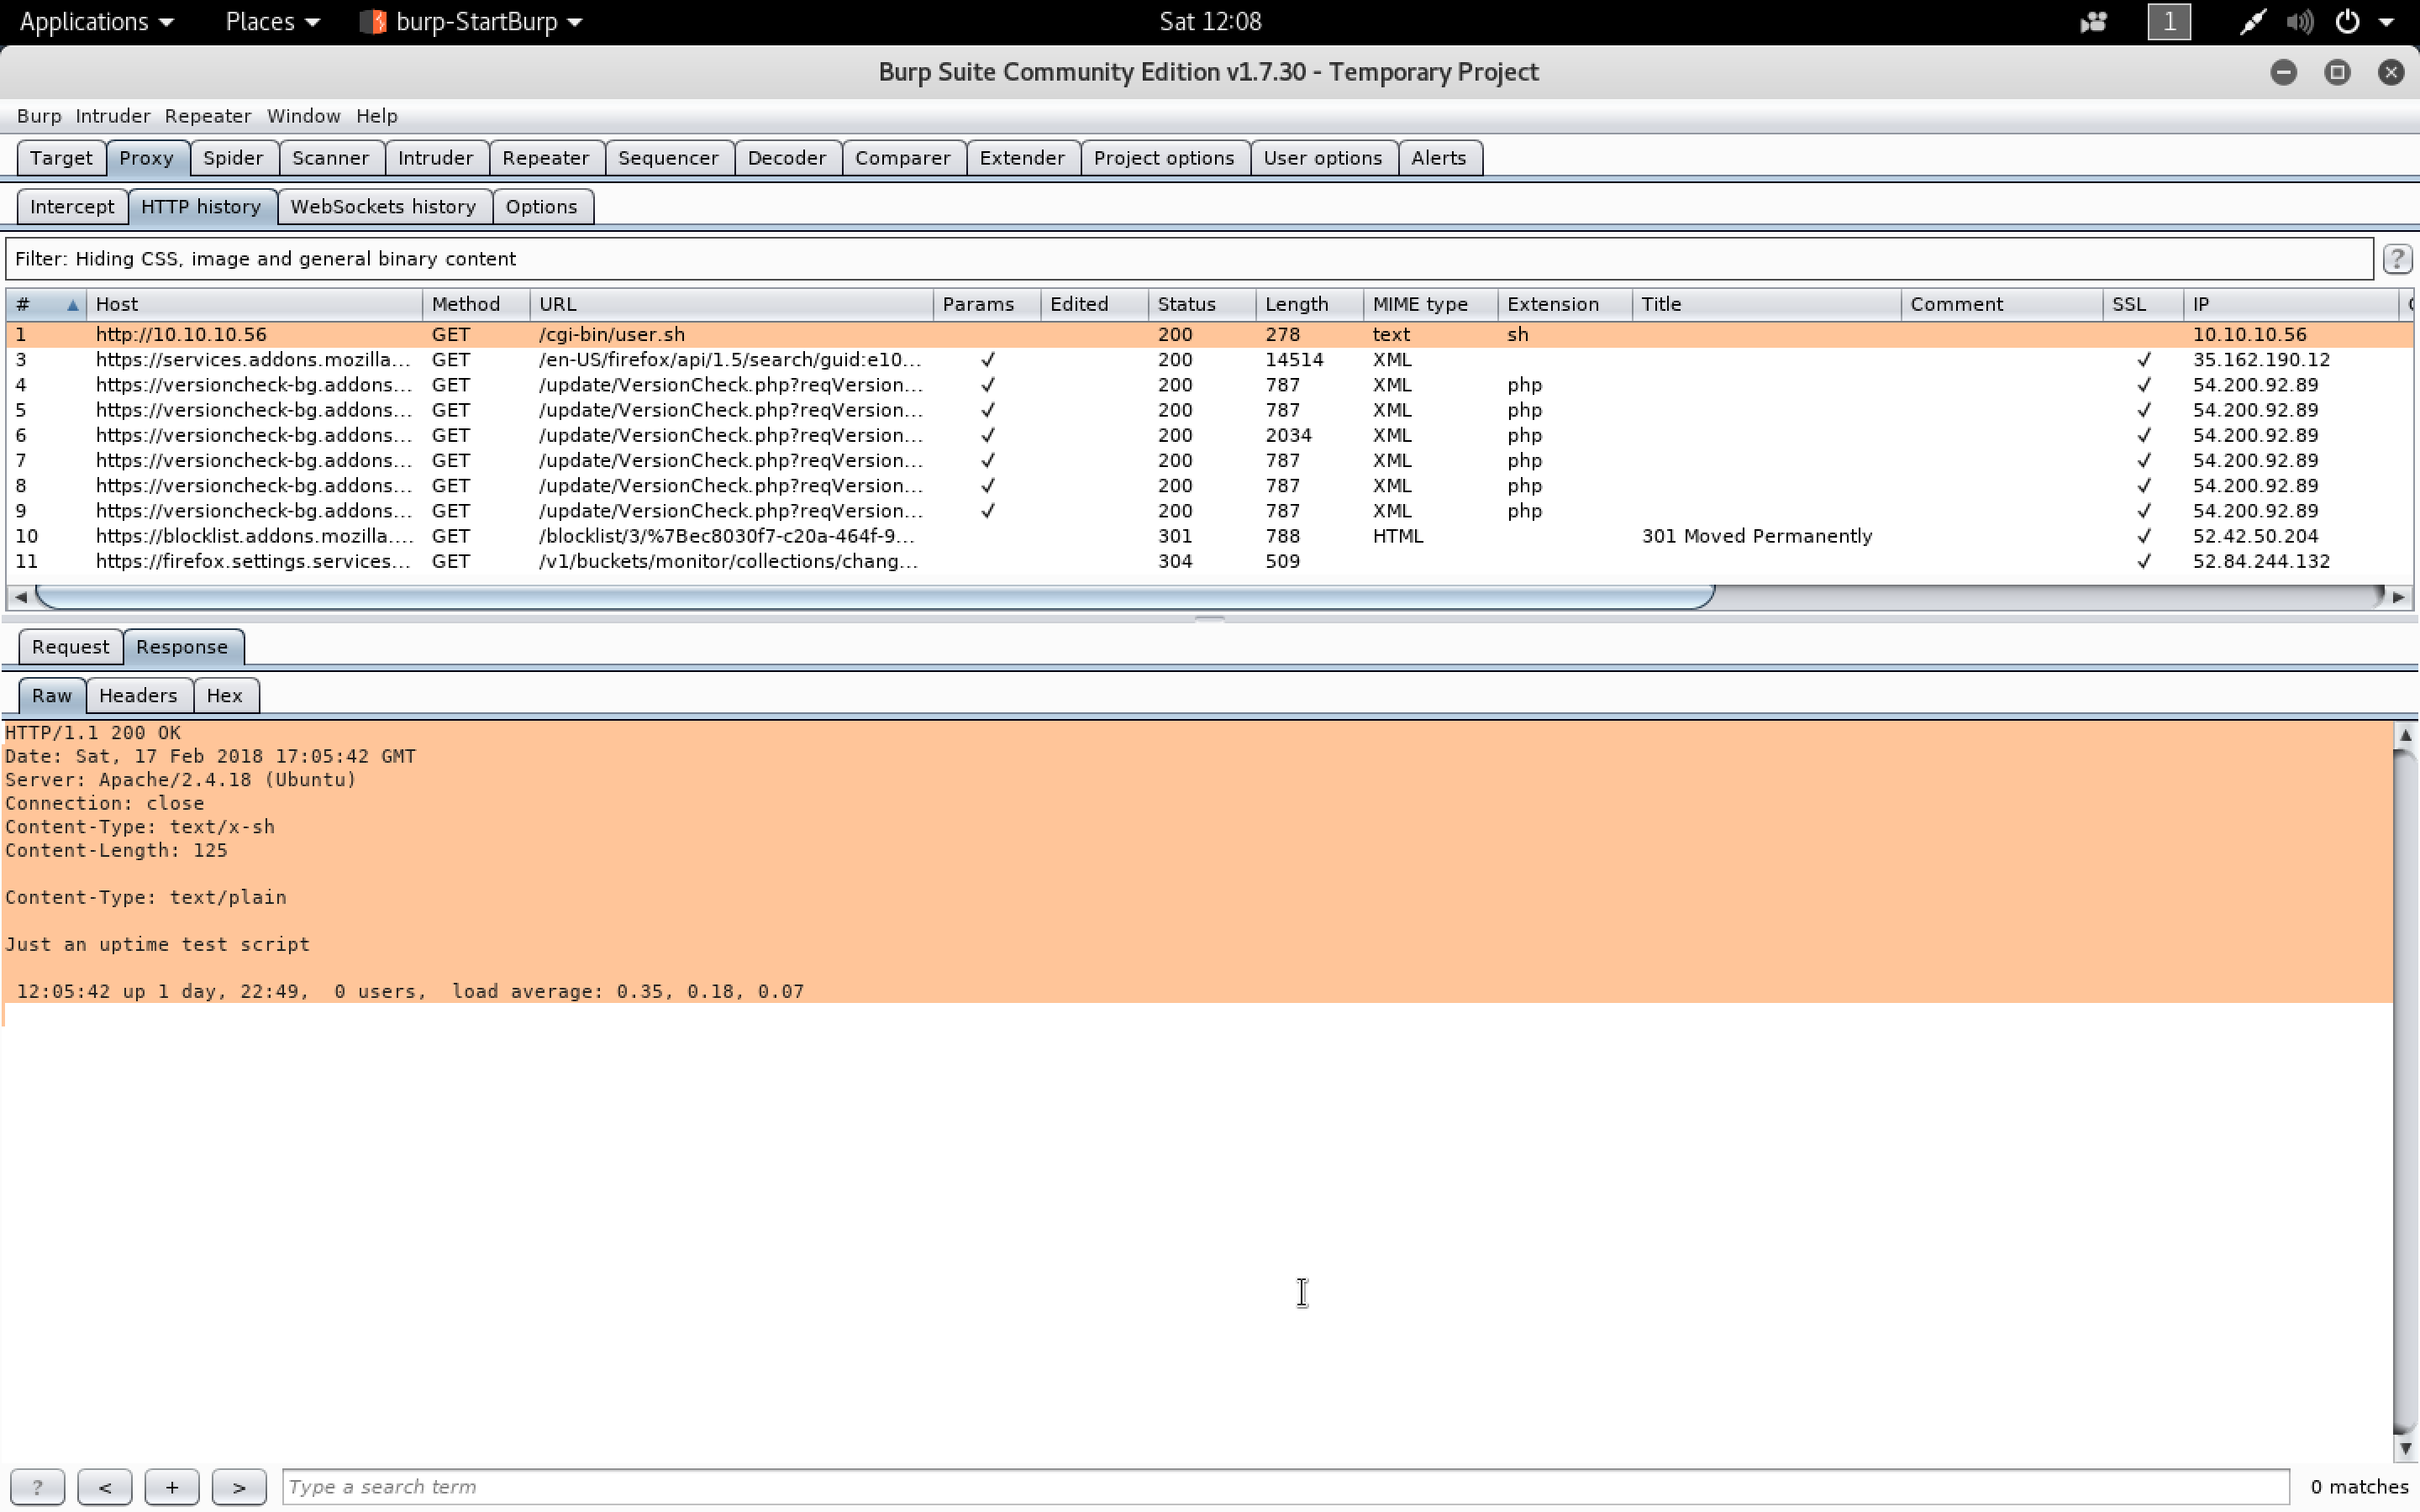 Applications Places burp-StartBurp Sat 12:08 1
Burp Suite Community Edition v1.7.30 - Temporary Project
Burp Intruder Repeater Window Help
Target Proxy Spider Scanner Intruder Repeater Sequencer Decoder Comparer Extender Project options User options Alerts
Intercept HTTP history WebSockets history Options
Filter: Hiding CSS, image and general binary content ?
# Host Method URL Params Edited Status Length MIME type Extension Title Comment SSL IP
1 http://10.10.10.56 GET /cgi-bin/user.sh 200 278 text sh 10.10.10.56
3 https://services.addons.mozilla... GET /en-US/firefox/api/1.5/search/guid:e10... ✓ 200 14514 XML ✓ 35.162.190.12
4 https://versioncheck-bg.addons... GET /update/VersionCheck.php?reqVersion... ✓ 200 787 XML php ✓ 54.200.92.89
5 https://versioncheck-bg.addons... GET /update/VersionCheck.php?reqVersion... ✓ 200 787 XML php ✓ 54.200.92.89
6 https://versioncheck-bg.addons... GET /update/VersionCheck.php?reqVersion... ✓ 200 2034 XML php ✓ 54.200.92.89
7 https://versioncheck-bg.addons... GET /update/VersionCheck.php?reqVersion... ✓ 200 787 XML php ✓ 54.200.92.89
8 https://versioncheck-bg.addons... GET /update/VersionCheck.php?reqVersion... ✓ 200 787 XML php ✓ 54.200.92.89
9 https://versioncheck-bg.addons... GET /update/VersionCheck.php?reqVersion... ✓ 200 787 XML php ✓ 54.200.92.89
10 https://blocklist.addons.mozilla.... GET /blocklist/3/%7Bec8030f7-c20a-464f-9... 301 788 HTML 301 Moved Permanently ✓ 52.42.50.204
11 https://firefox.settings.services... GET /v1/buckets/monitor/collections/chang... 304 509 ✓ 52.84.244.132
Request Response
Raw Headers Hex
HTTP/1.1 200 OK
Date: Sat, 17 Feb 2018 17:05:42 GMT
Server: Apache/2.4.18 (Ubuntu)
Connection: close
Content-Type: text/x-sh
Content-Length: 125
Content-Type: text/plain
Just an uptime test script
12:05:42 up 1 day, 22:49,  0 users,  load average: 0.35, 0.18, 0.07
? < + > Type a search term 0 matches